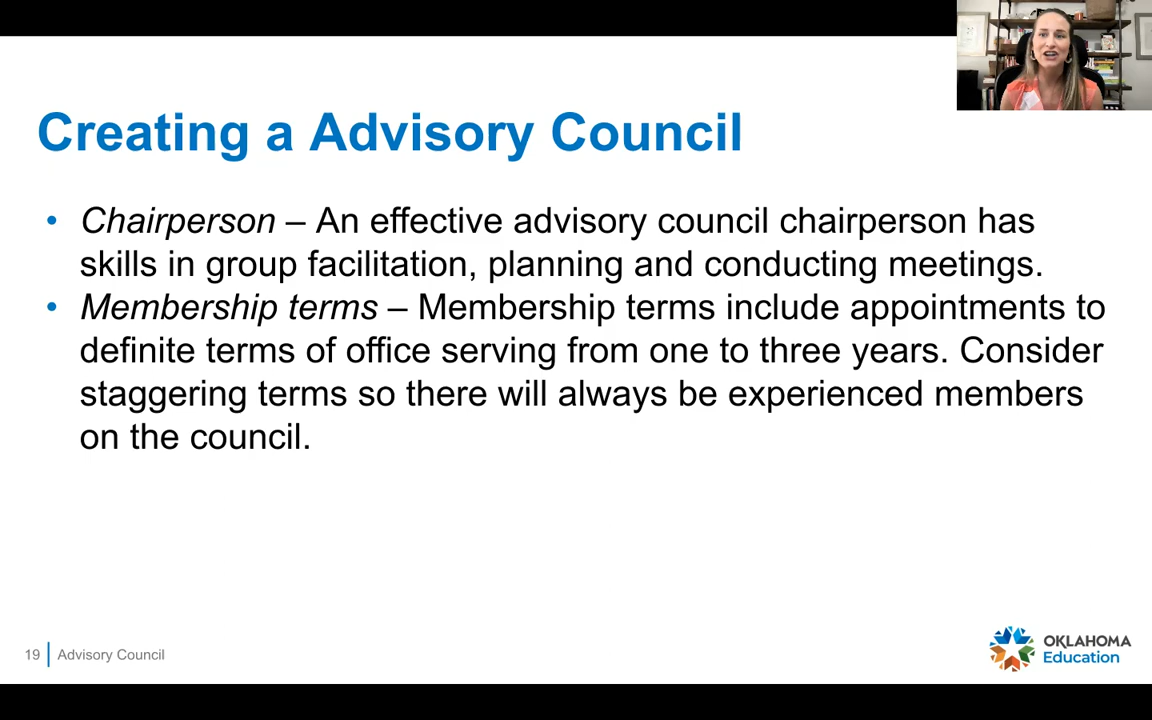 Creating a Advisory Council
• Chairperson – An effective advisory council chairperson has
skills in group facilitation, planning and conducting meetings.
• Membership terms – Membership terms include appointments to
definite terms of office serving from one to three years. Consider
staggering terms so there will always be experienced members
on the council.
19 | Advisory Council
OKLAHOMA
Education